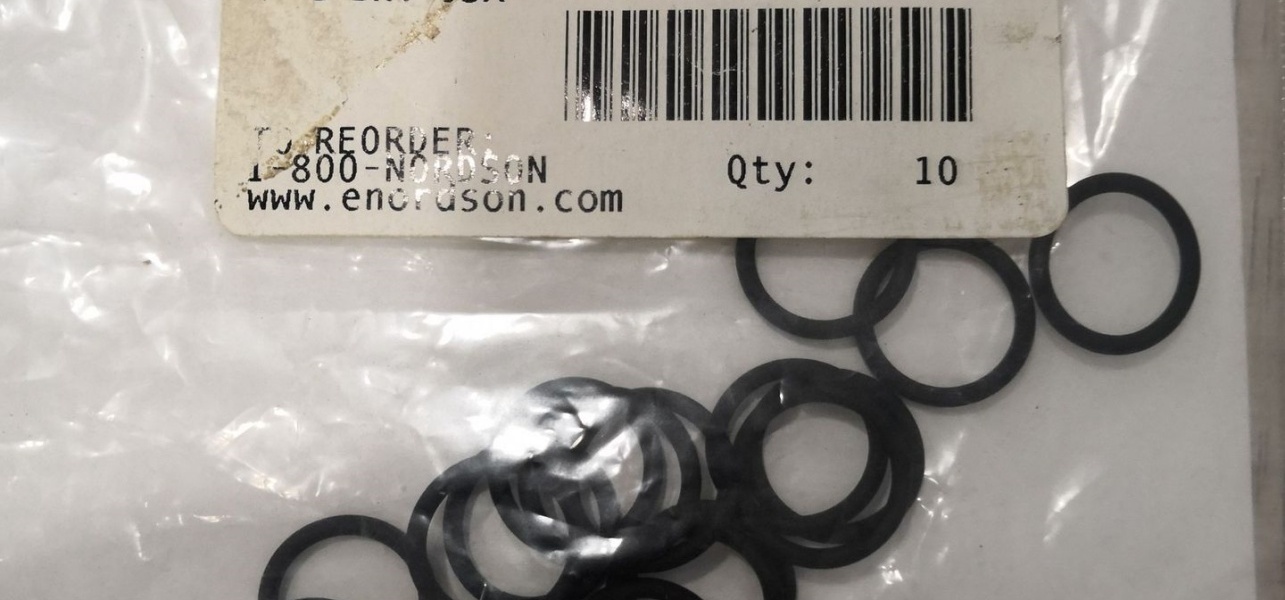 TO REORDER:
1-800-NORDSON
www.enordson.com
Qty: 10